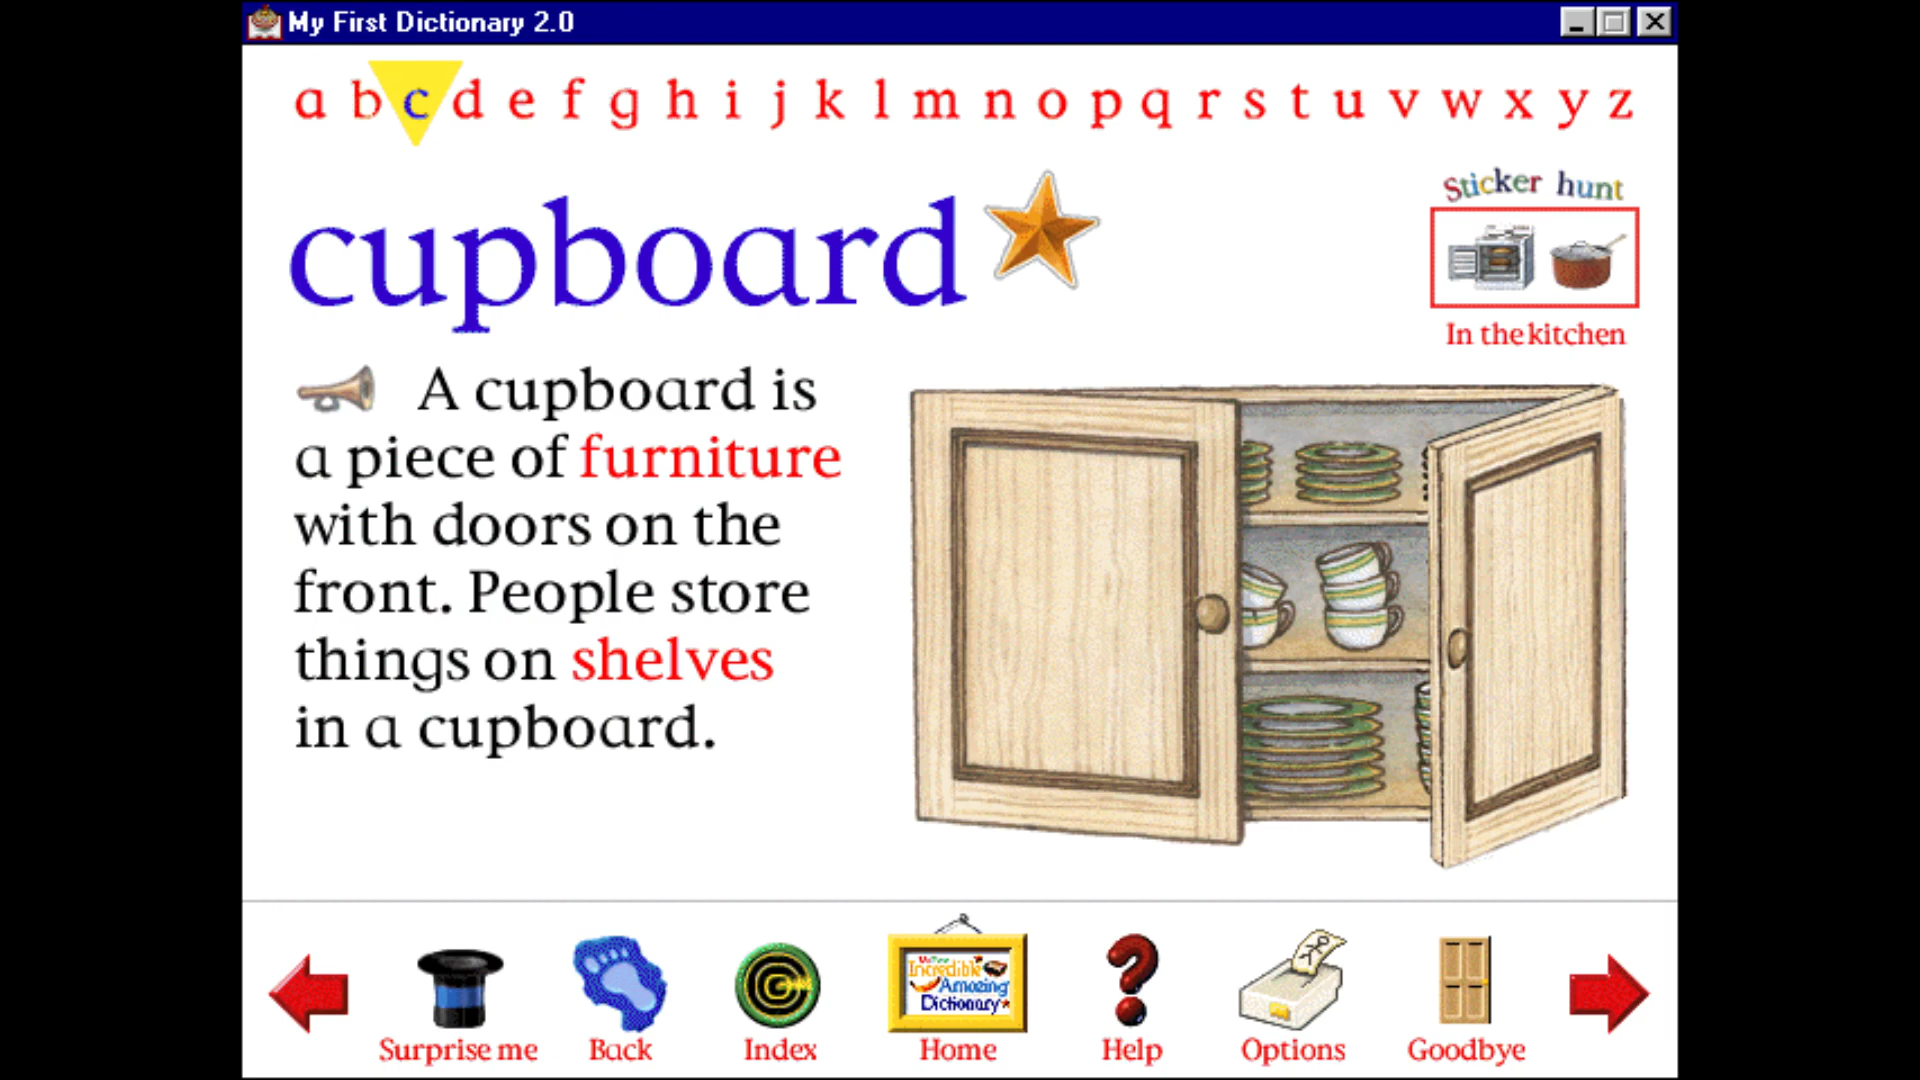 My First Dictionary 2.0
a b c d e f g h i j k l m n o p q r s t u v w x y z
Sticker hunt
cupboard
In the kitchen
A cupboard is
a piece of furniture
with doors on the
front. People store
things on shelves
in a cupboard.
My First
Incredible
Amazing
Dictionary
Surprise me
Back
Index
Home
Help
Options
Goodbye